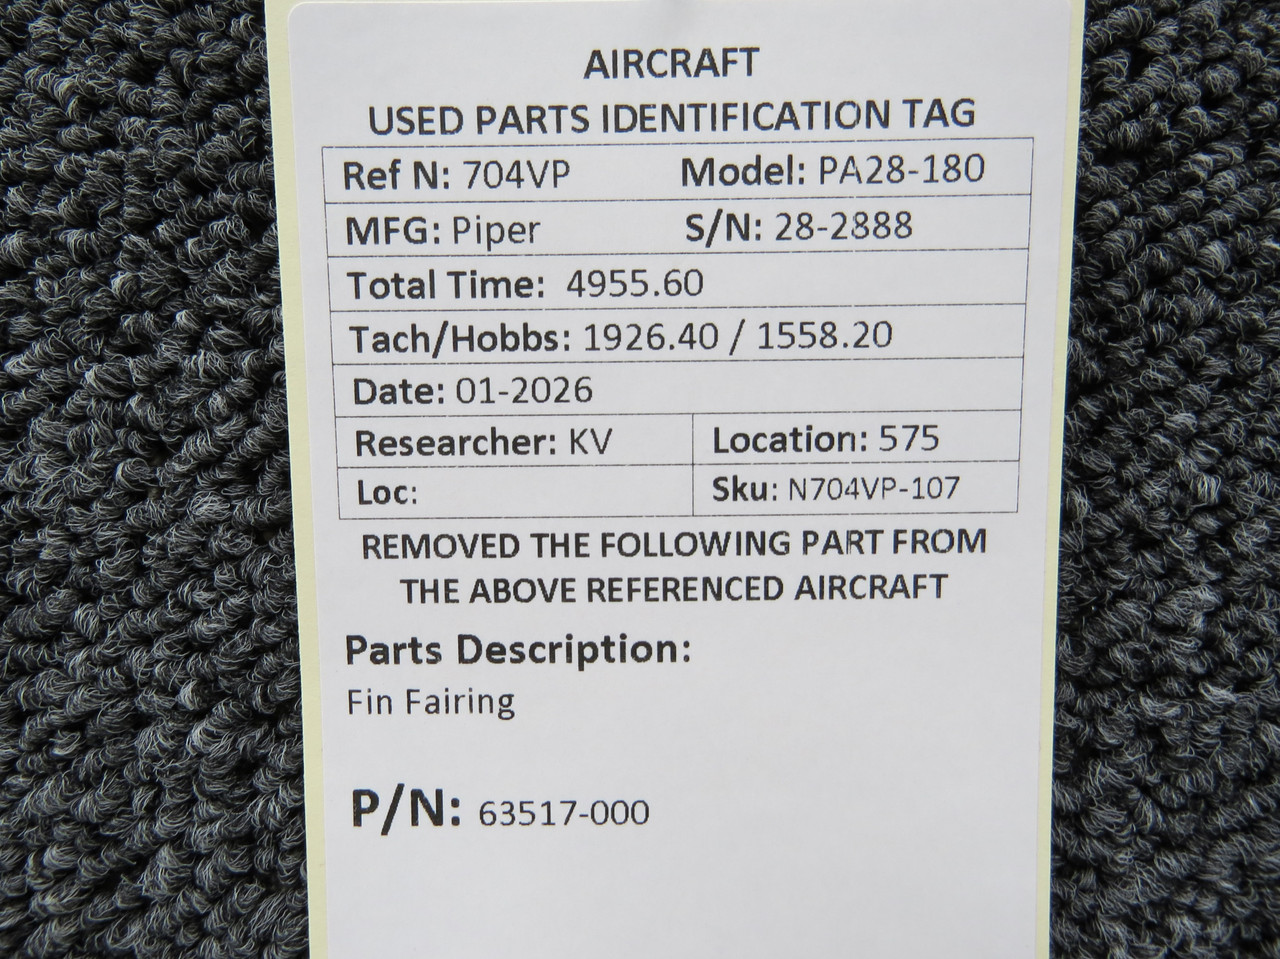 AIRCRAFT
USED PARTS IDENTIFICATION TAG
Ref N: 704VP Model: PA28-180
MFG: Piper S/N: 28-2888
Total Time: 4955.60
Tach/Hobbs: 1926.40 / 1558.20
Date: 01-2026
Researcher: KV Location: 575
Loc: Sku: N704VP-107
REMOVED THE FOLLOWING PART FROM
THE ABOVE REFERENCED AIRCRAFT
Parts Description:
Fin Fairing
P/N: 63517-000